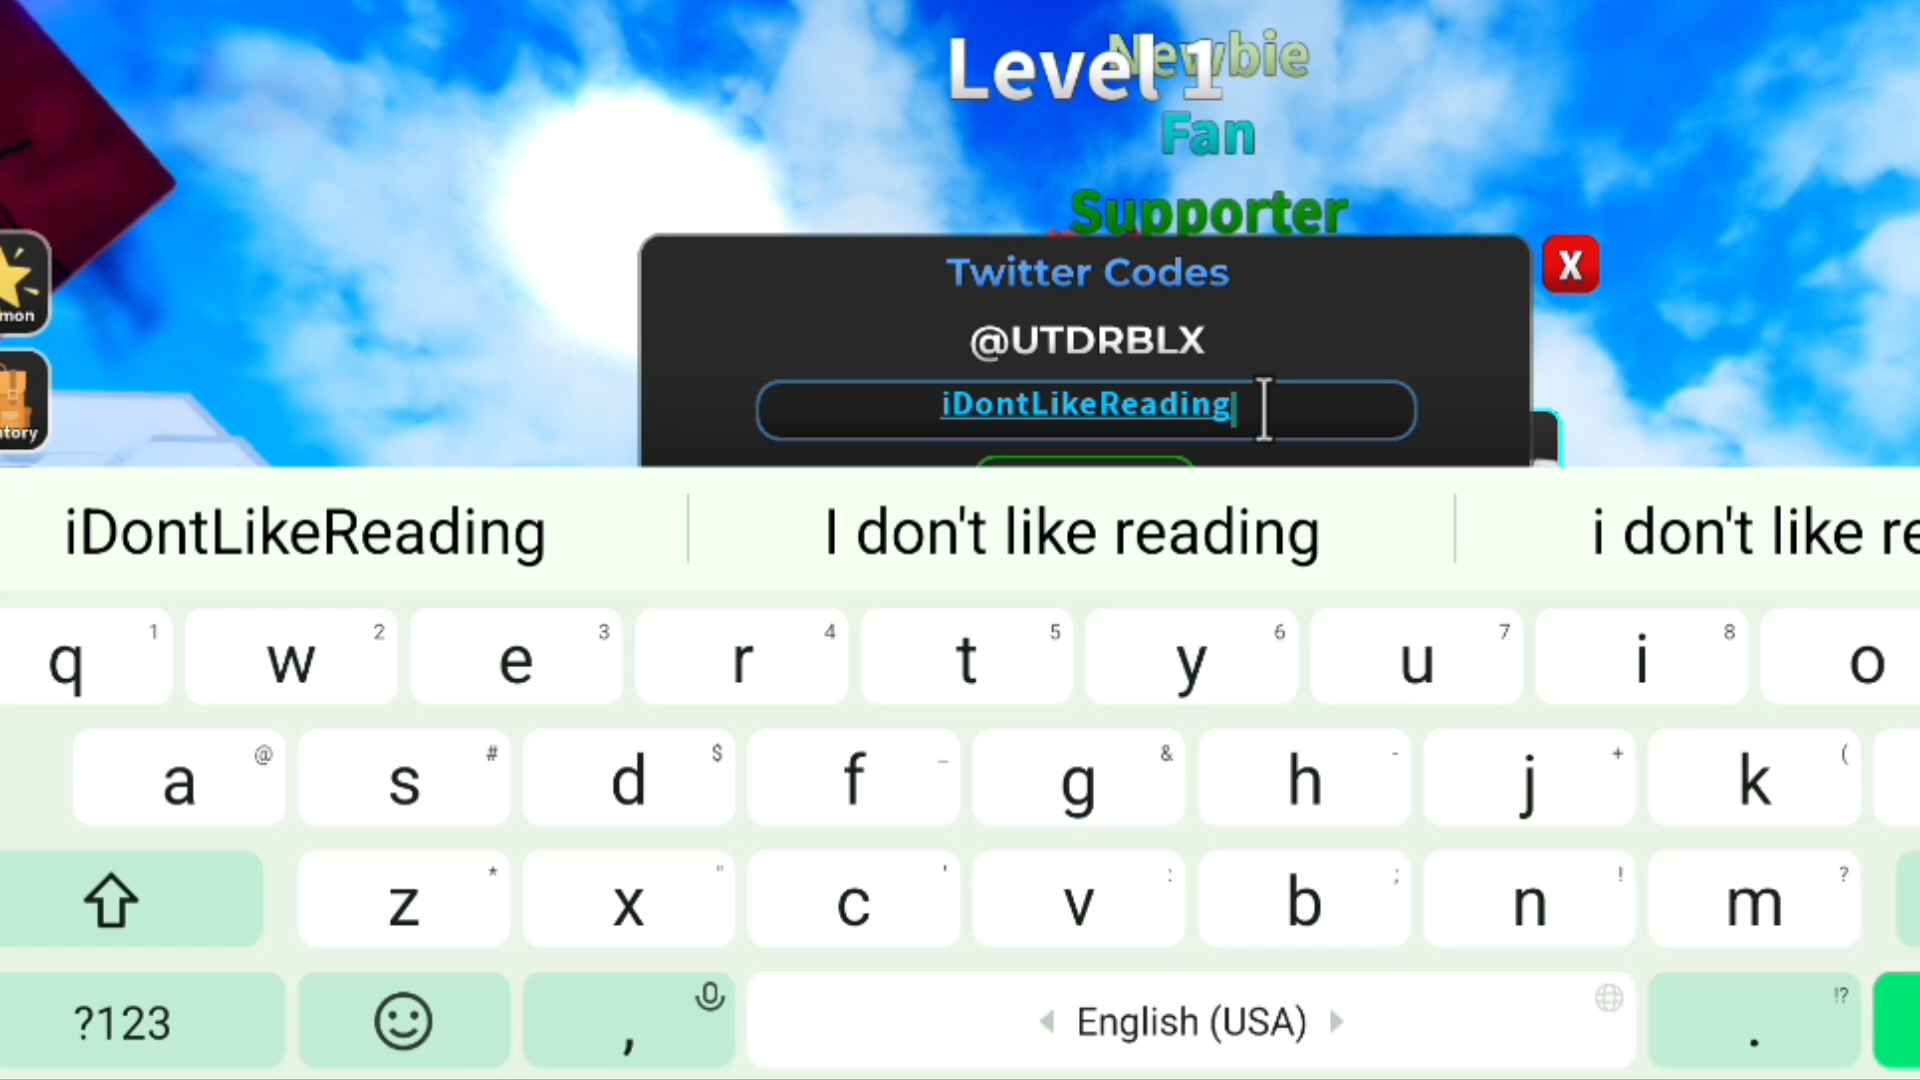 Newbie
Level 1
Fan
Supporter
Twitter Codes
X
mon
@UTDRBLX
iDontLikeReading
tory
iDontLikeReading
I don't like reading
i don't like re
q 1 w 2 e 3 r 4 t 5 y 6 u 7 i 8 o
a @ s # d $ f _ g & h - j + k (
z * x " c ' v : b ; n ! m ?
?123 , English (USA) . !?